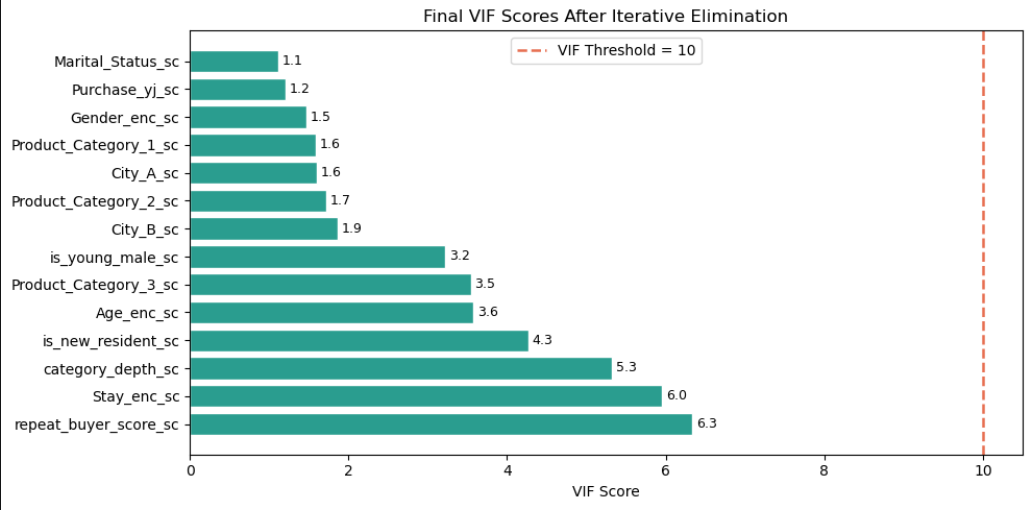 Final VIF Scores After Iterative Elimination
VIF Threshold = 10
Marital_Status_sc 1.1
Purchase_yj_sc 1.2
Gender_enc_sc 1.5
Product_Category_1_sc 1.6
City_A_sc 1.6
Product_Category_2_sc 1.7
City_B_sc 1.9
is_young_male_sc 3.2
Product_Category_3_sc 3.5
Age_enc_sc 3.6
is_new_resident_sc 4.3
category_depth_sc 5.3
Stay_enc_sc 6.0
repeat_buyer_score_sc 6.3
0 2 4 6 8 10
VIF Score